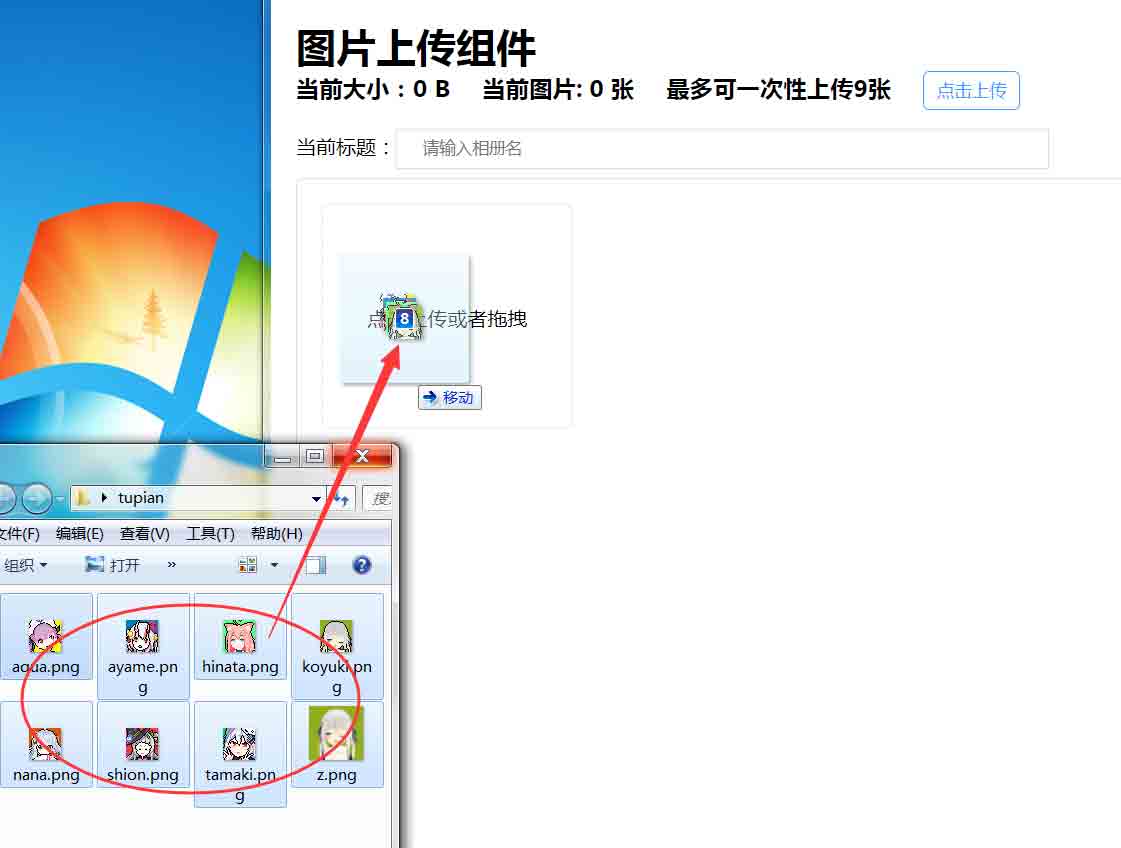 图片上传组件
当前大小：0 B 当前图片: 0 张 最多可一次性上传9张 点击上传
当前标题： 请输入相册名
点 上传或者拖拽
8
移动
tupian
搜
文件(F) 编辑(E) 查看(V) 工具(T) 帮助(H)
组织 打开 »
aqua.png ayame.pn
g hinata.png koyuki.pn
g
nana.png shion.png tamaki.pn
g z.png